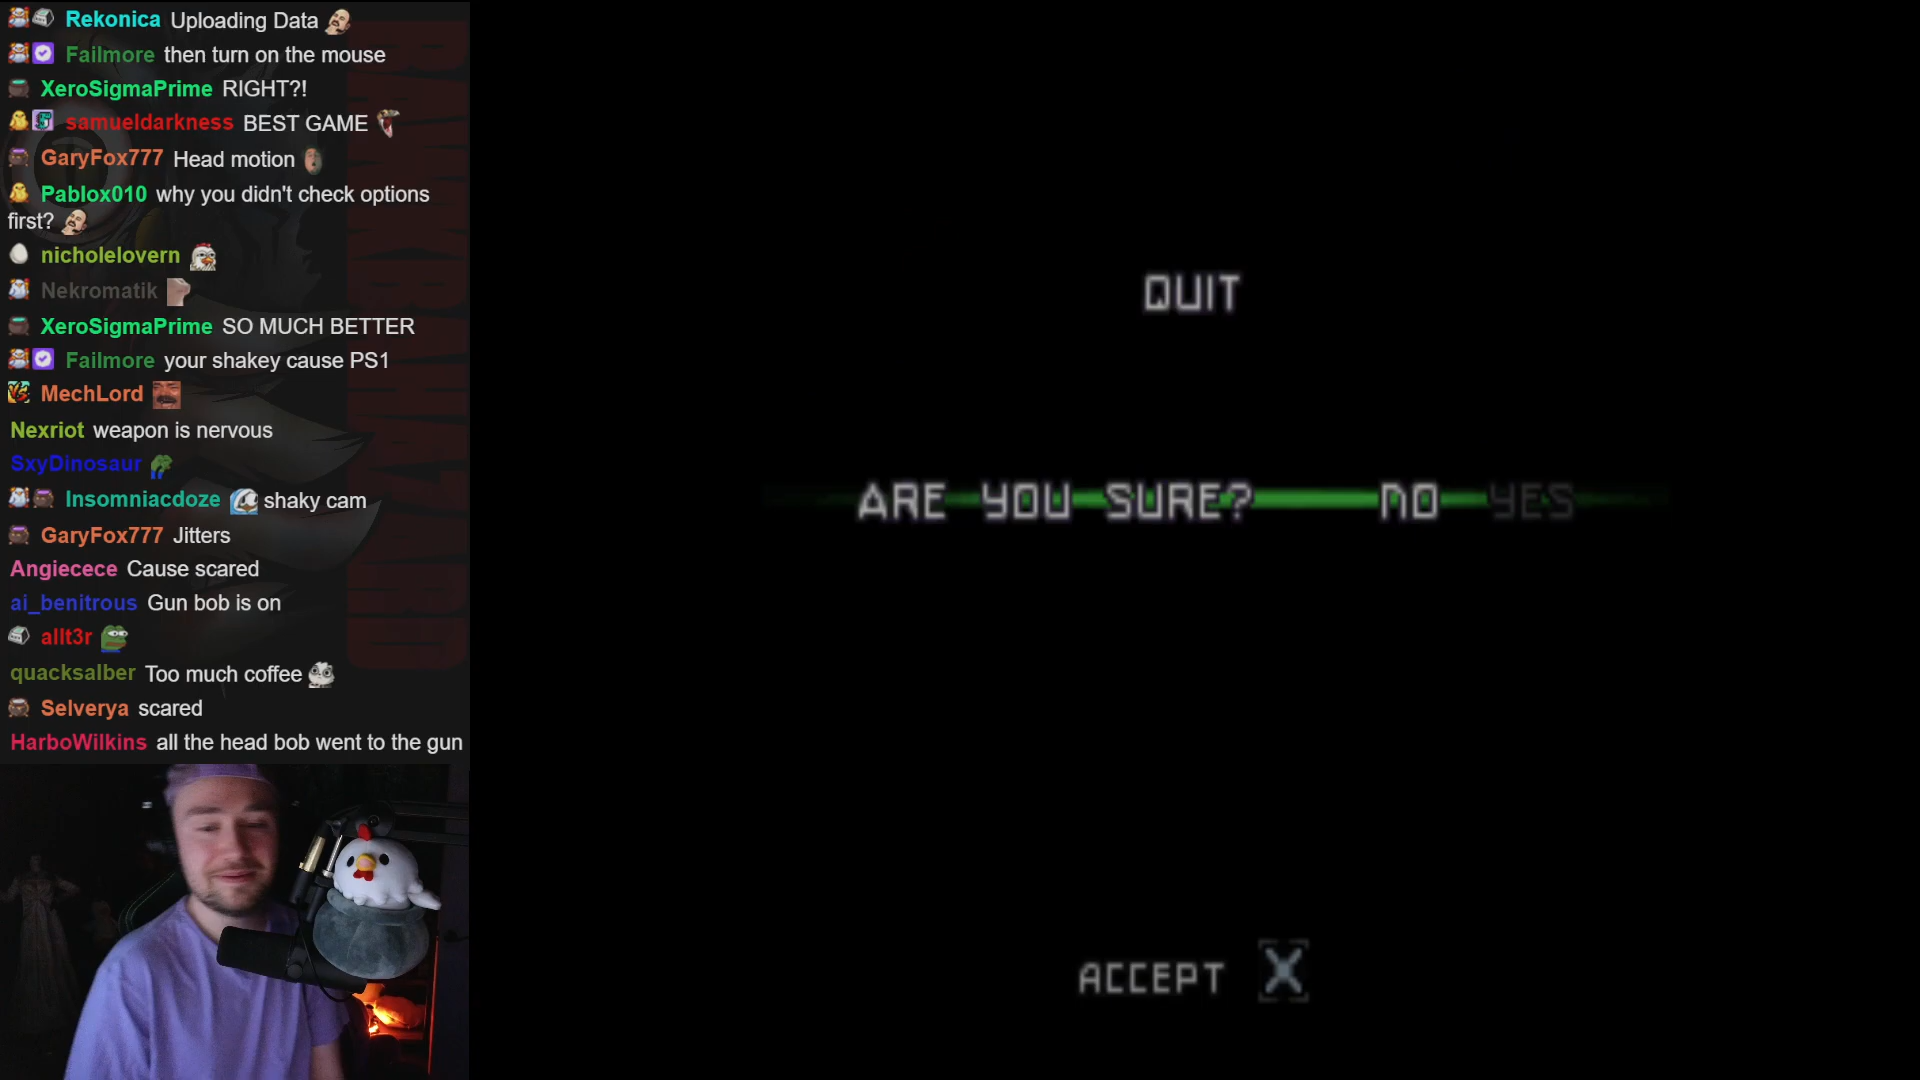 Rekonica Uploading Data
Failmore then turn on the mouse
XeroSigmaPrime RIGHT?!
samueldarkness BEST GAME
GaryFox777 Head motion
Pablox010 why you didn't check options
first?
nicholelovern
Nekromatik
XeroSigmaPrime SO MUCH BETTER
Failmore your shakey cause PS1
MechLord
Nexriot weapon is nervous
SxyDinosaur
Insomniacdoze shaky cam
GaryFox777 Jitters
Angiecece Cause scared
ai_benitrous Gun bob is on
allt3r
quacksalber Too much coffee
Selverya scared
HarboWilkins all the head bob went to the gun
QUIT
ARE YOU SURE? NO YES
ACCEPT X